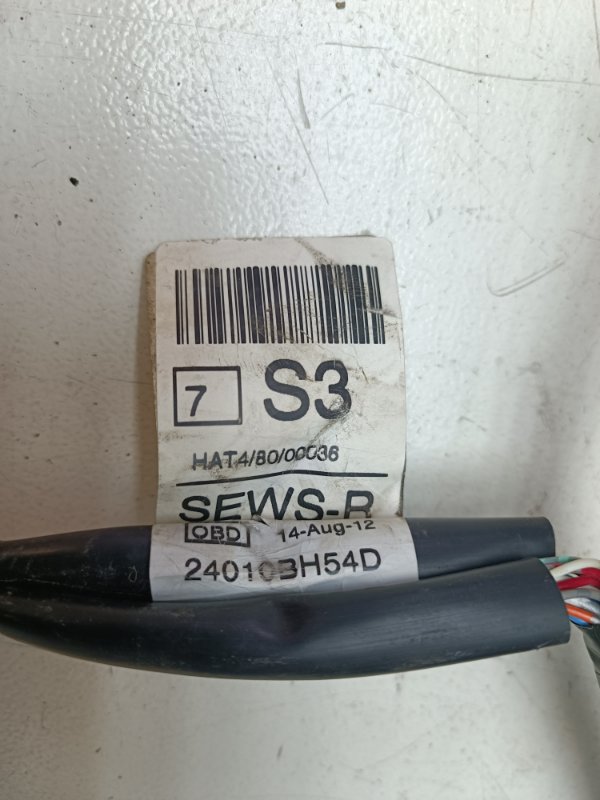 7 S3
HAT4/80/00036
SEWS-R
OBD 14-Aug-12
24010BH54D